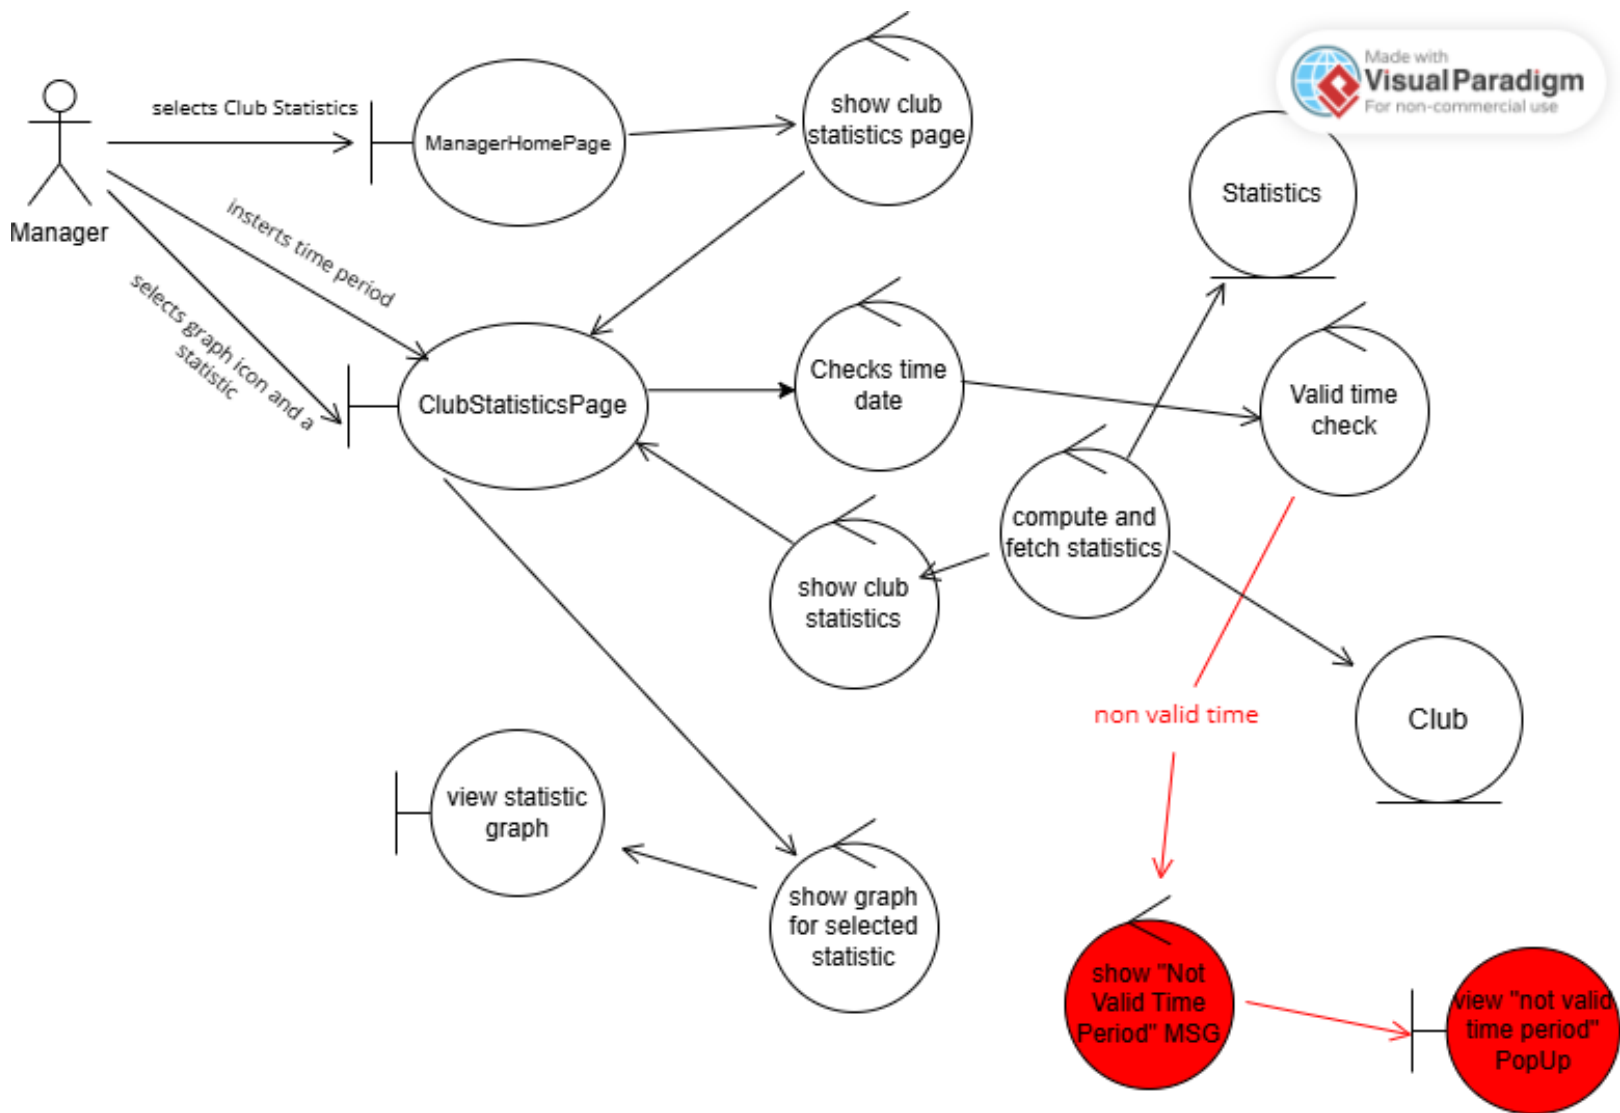 Made with
Visual Paradigm
For non-commercial use
selects Club Statistics
ManagerHomePage
show club
statistics page
Statistics
Manager
insterts time period
selects graph icon and a
statistic
ClubStatisticsPage
Checks time
date
Valid time
check
compute and
fetch statistics
show club
statistics
non valid time
Club
view statistic
graph
show graph
for selected
statistic
show "Not
Valid Time
Period" MSG
view "not valid
time period"
PopUp